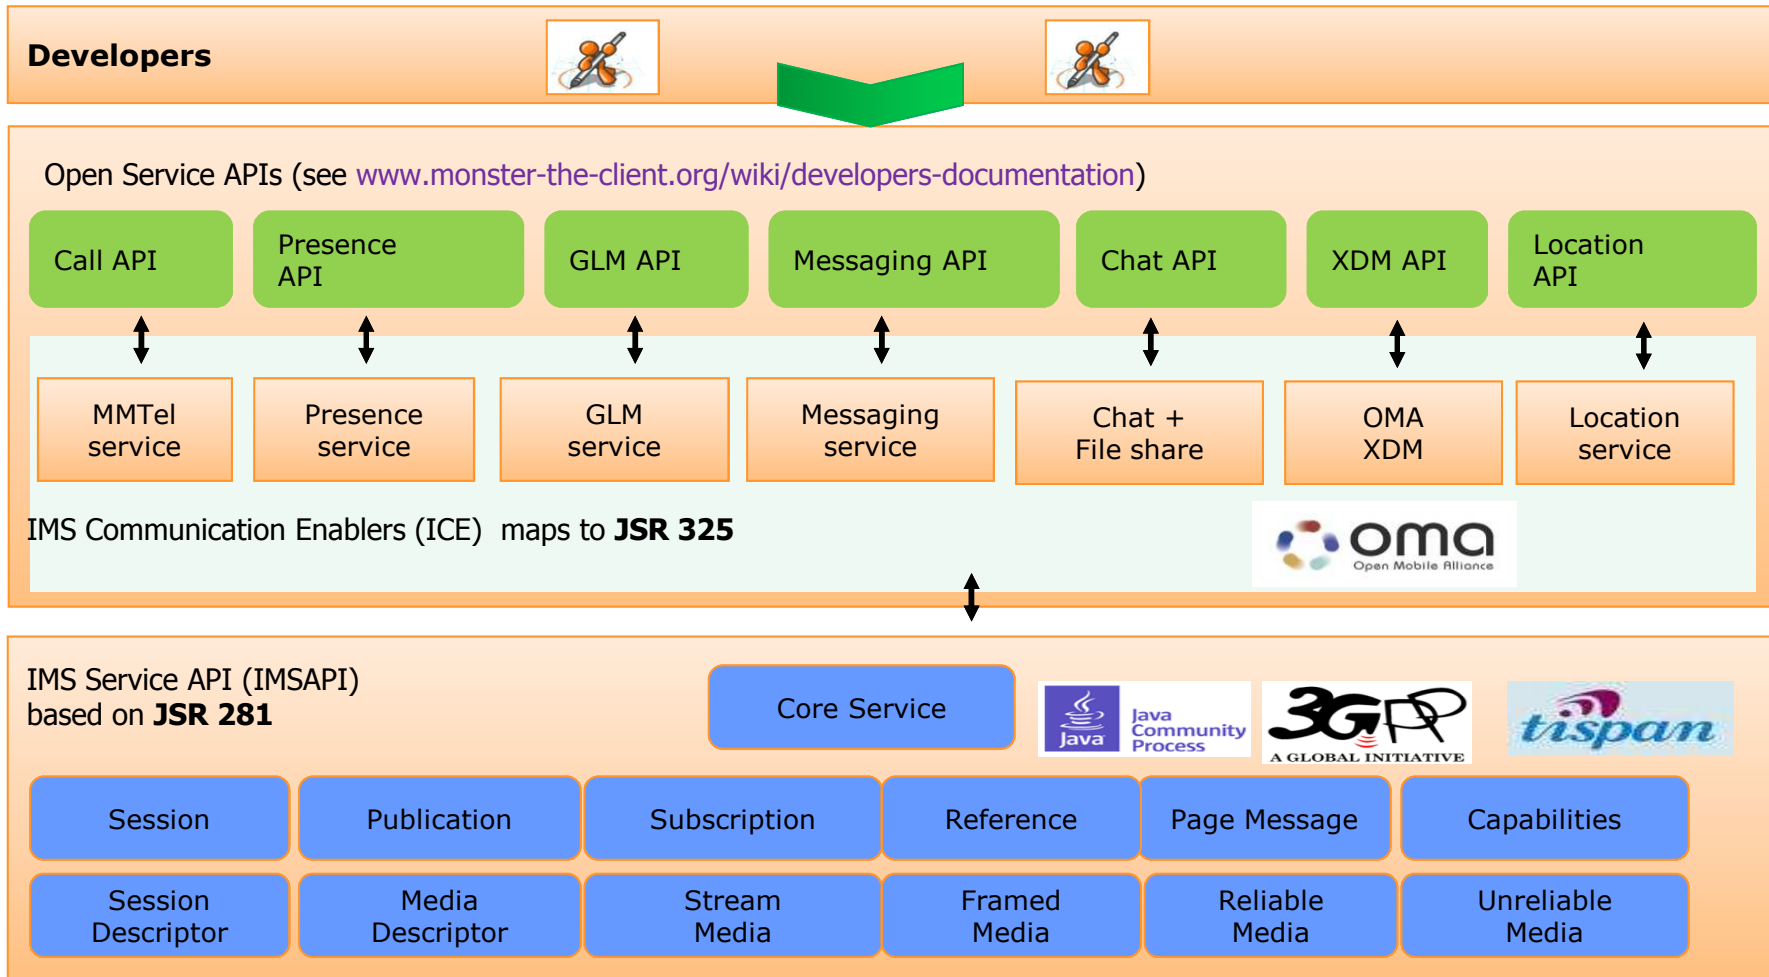 Developers
Open Service APIs (see www.monster-the-client.org/wiki/developers-documentation)
Call API
Presence
API
GLM API
Messaging API
Chat API
XDM API
Location
API
MMTel
service
Presence
service
GLM
service
Messaging
service
Chat +
File share
OMA
XDM
Location
service
IMS Communication Enablers (ICE)  maps to JSR 325
oma
Open Mobile Alliance
IMS Service API (IMSAPI)
based on JSR 281
Core Service
Java
Java
Community
Process
3GPP
A GLOBAL INITIATIVE
tispan
Session
Publication
Subscription
Reference
Page Message
Capabilities
Session
Descriptor
Media
Descriptor
Stream
Media
Framed
Media
Reliable
Media
Unreliable
Media